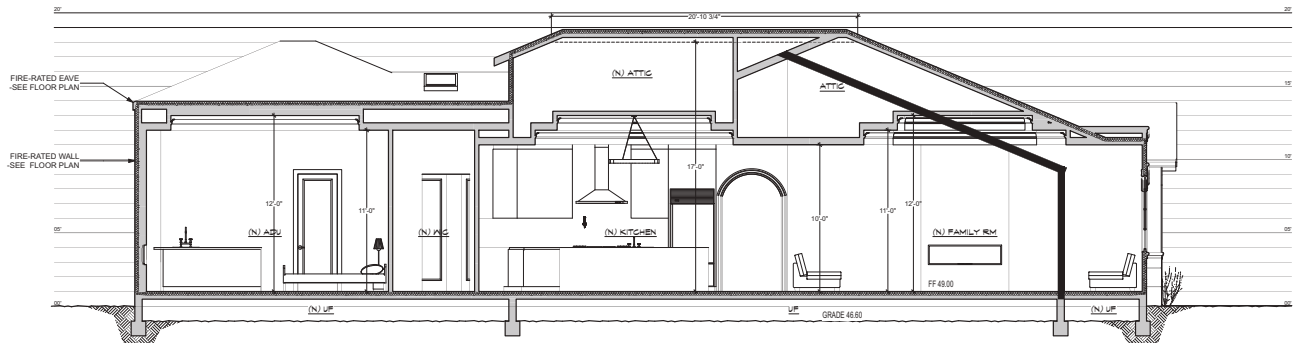 20'
20'-10 3/4"
20'
FIRE-RATED EAVE
-SEE FLOOR PLAN
(N) ATTIC
ATTIC
15'
15'
FIRE-RATED WALL
-SEE FLOOR PLAN
10'
10'
17'-0"
12'-0"
11'-0"
10'-0"
11'-0"
12'-0"
05'
05'
(N) ADU
(N) WC
(N) KITCHEN
(N) FAMILY RM
FF 49.00
00'
00'
(N) UF
UF
GRADE 46.60
(N) UF